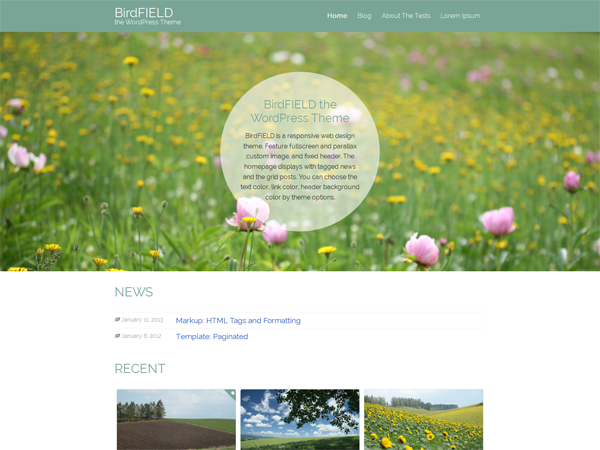 BirdFIELD
the WordPress Theme
Home Blog About The Tests Lorem Ipsum
BirdFIELD the
WordPress Theme
BirdFIELD is a responsive web design
theme. Feature fullscreen and parallax
custom image, and fixed header. The
homepage displays with tagged news
and the grid posts. You can choose the
text color, link color, header background
color by theme options.
NEWS
January 11, 2013 Markup: HTML Tags and Formatting
January 8, 2012 Template: Paginated
RECENT